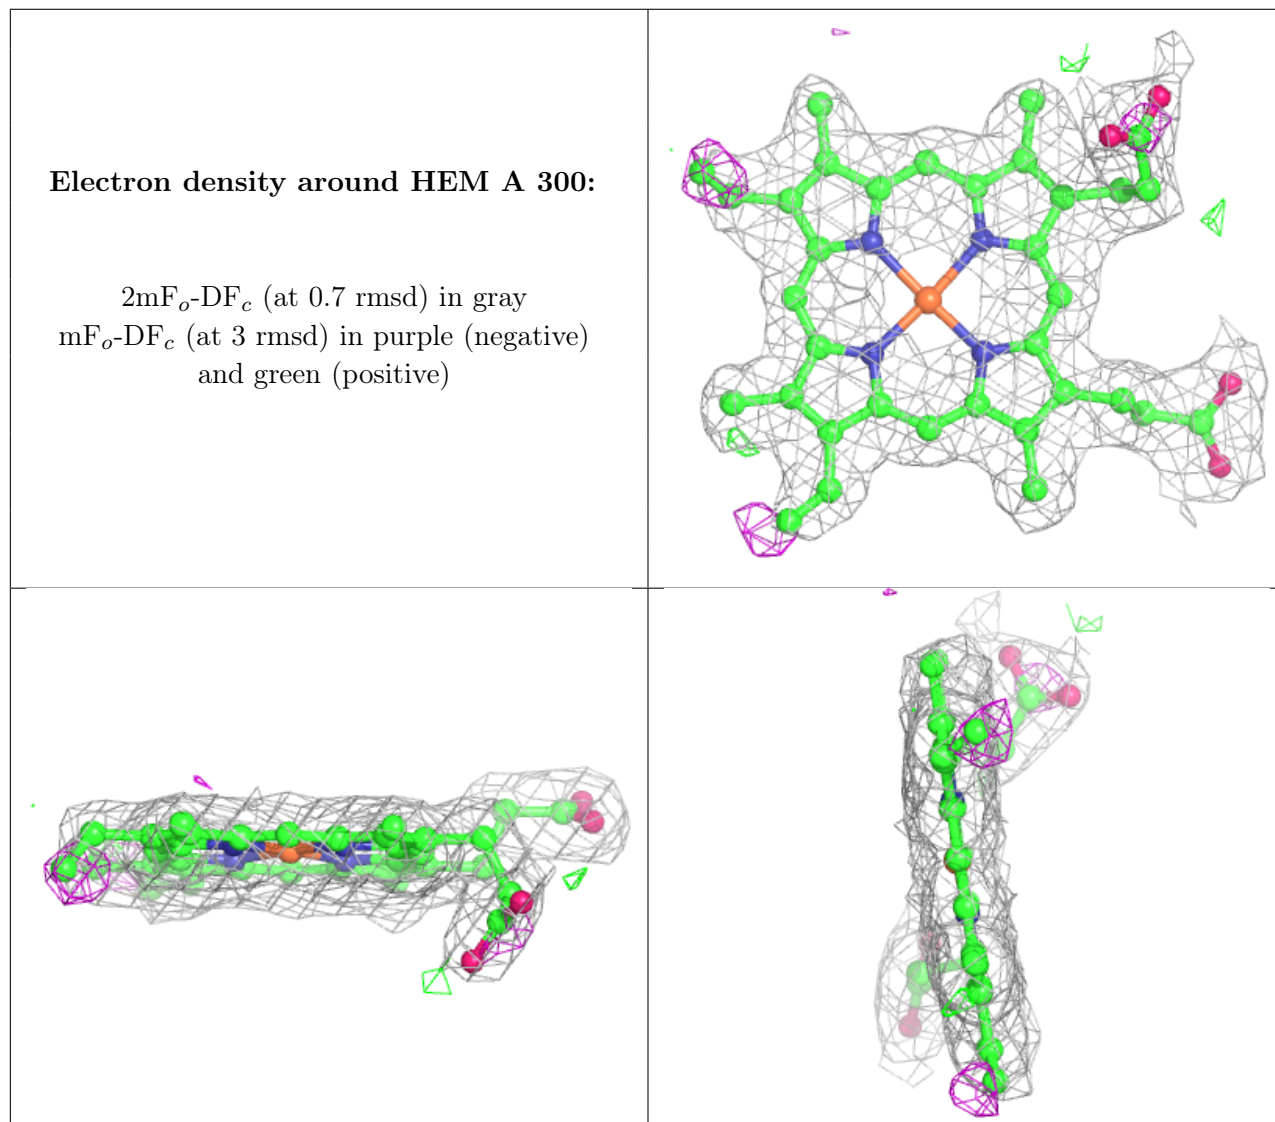 Electron density around HEM A 300:
2mFo-DFc (at 0.7 rmsd) in gray
mFo-DFc (at 3 rmsd) in purple (negative)
and green (positive)